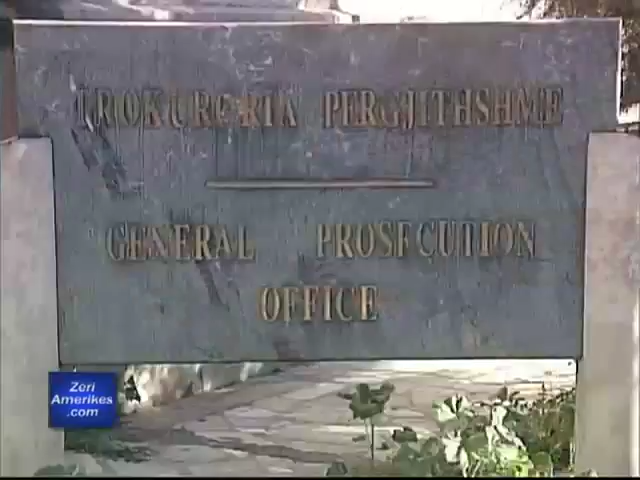 PROKURORIA PERGJITHSHME
GENERAL PROSECUTION
OFFICE
Zeri
Amerikes
.com